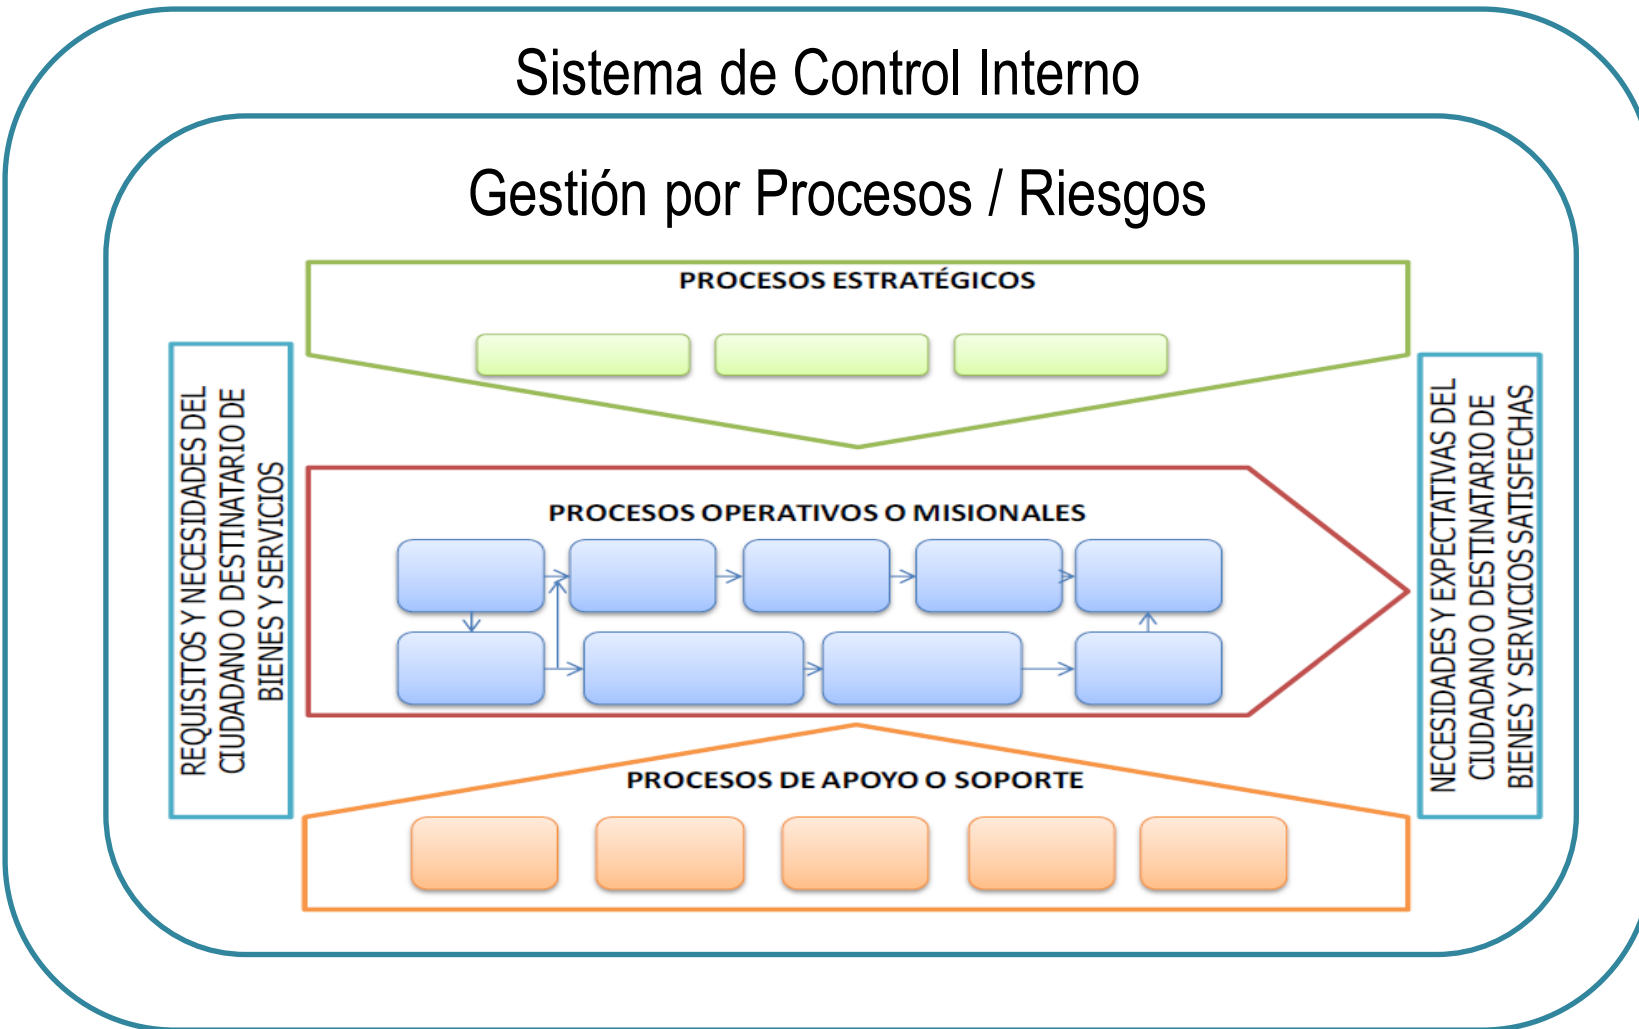 Sistema de Control Interno
Gestión por Procesos / Riesgos
PROCESOS ESTRATÉGICOS
REQUISITOS Y NECESIDADES DEL
CIUDADANO O DESTINATARIO DE
BIENES Y SERVICIOS
PROCESOS OPERATIVOS O MISIONALES
NECESIDADES Y EXPECTATIVAS DEL
CIUDADANO O DESTINATARIO DE
BIENES Y SERVICIOS SATISFECHAS
PROCESOS DE APOYO O SOPORTE